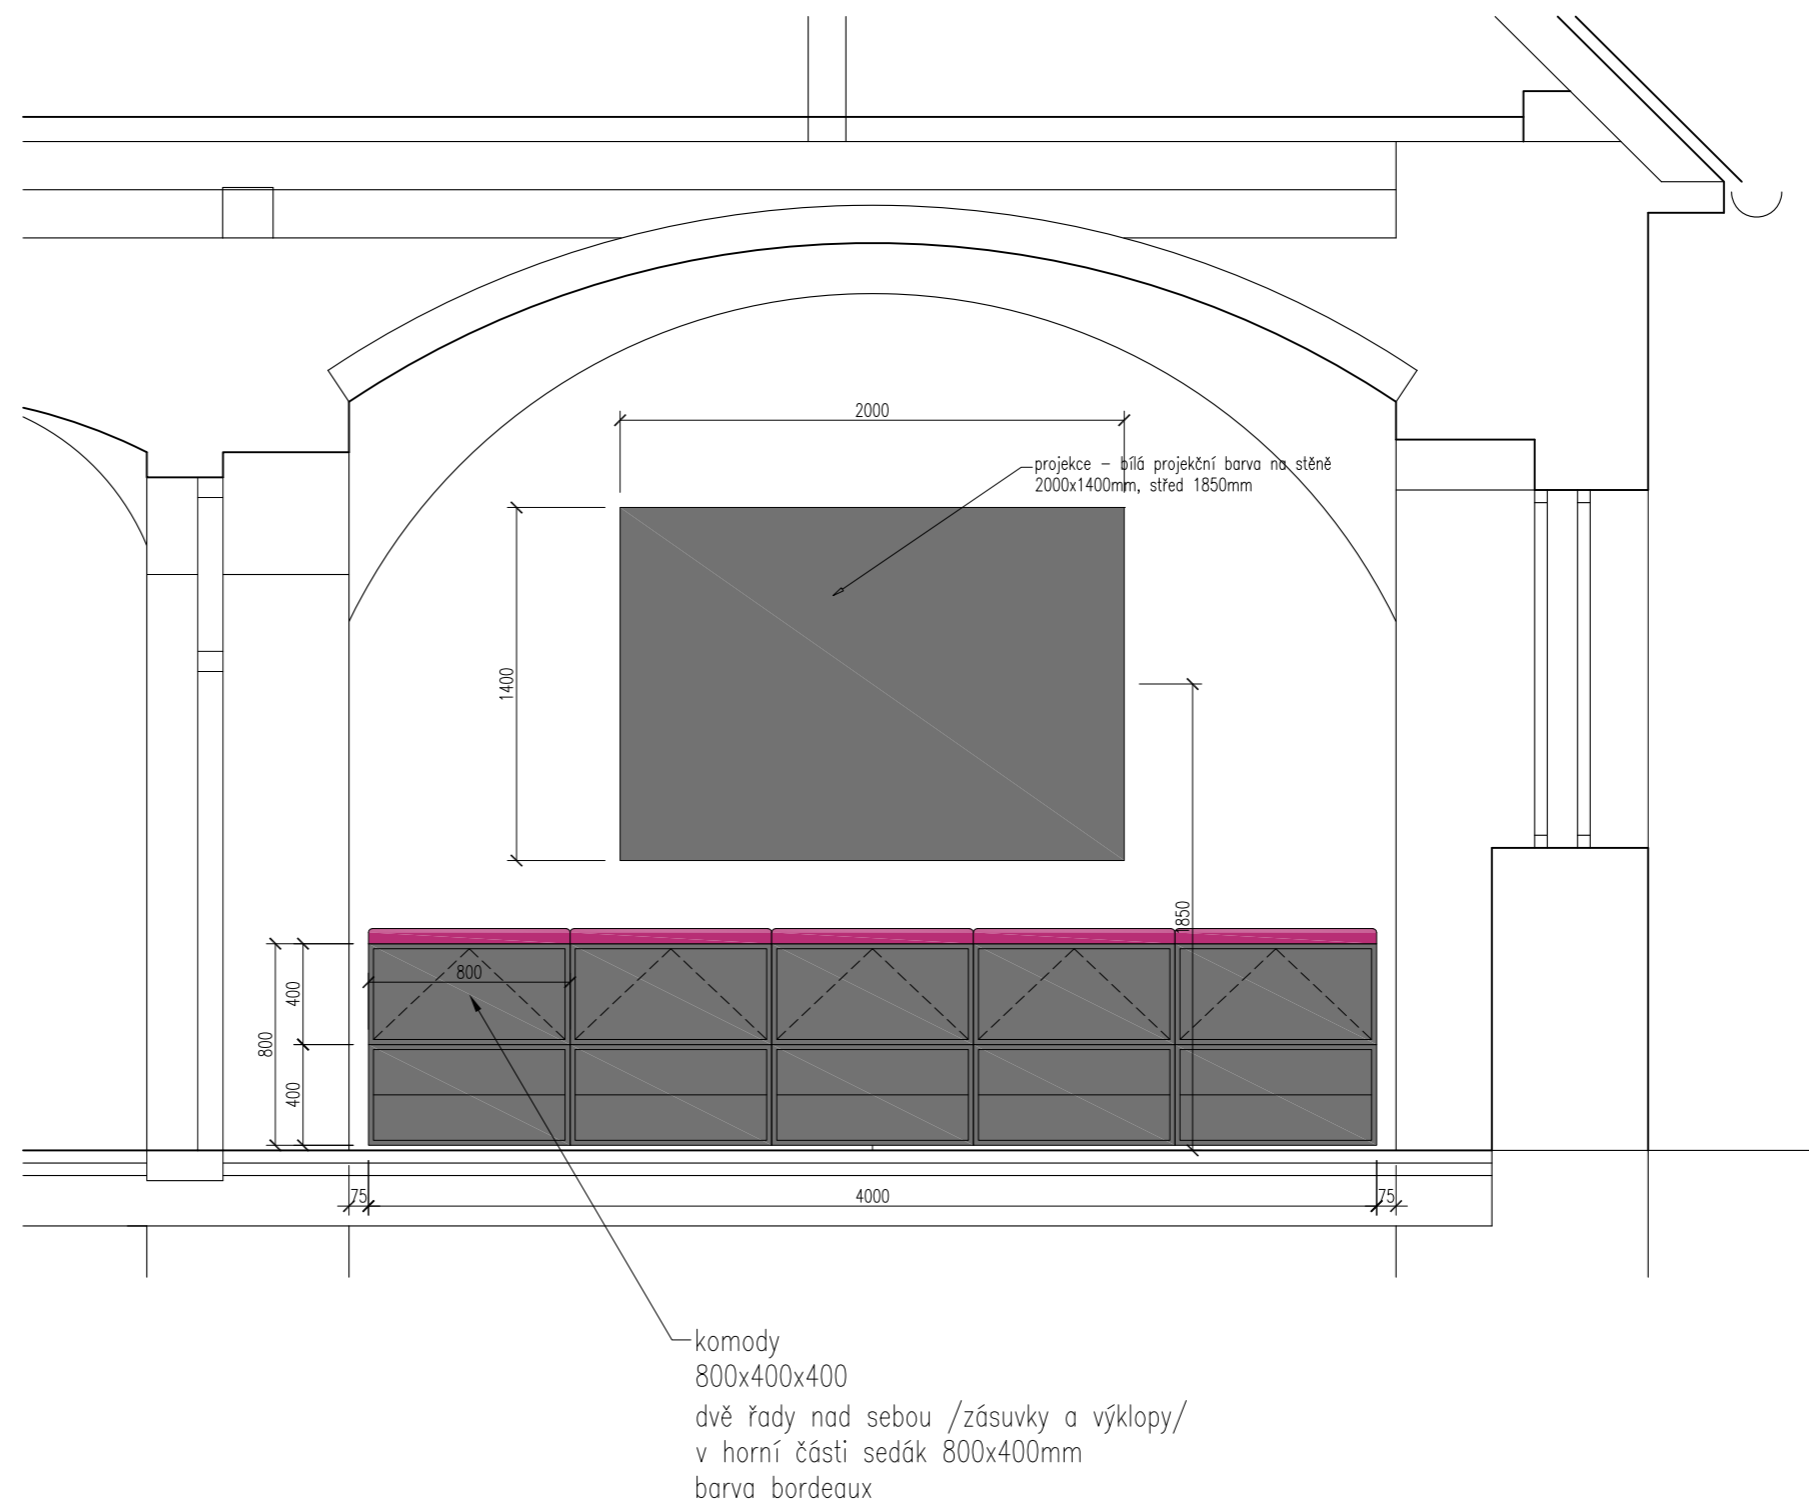 2000
projekce – bílá projekční barva na stěně
2000x1400mm, střed 1850mm
1400
1850
800
400
800
400
75
4000
75
komody
800x400x400
dvě řady nad sebou /zásuvky a výklopy/
v horní části sedák 800x400mm
barva bordeaux